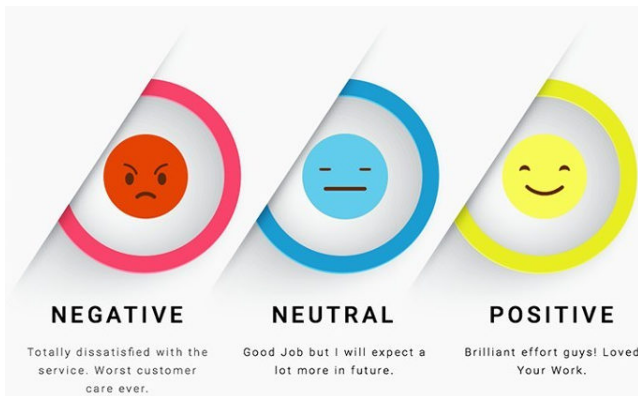 NEGATIVE
Totally dissatisfied with the
service. Worst customer
care ever.
NEUTRAL
Good Job but I will expect a
lot more in future.
POSITIVE
Brilliant effort guys! Loved
Your Work.